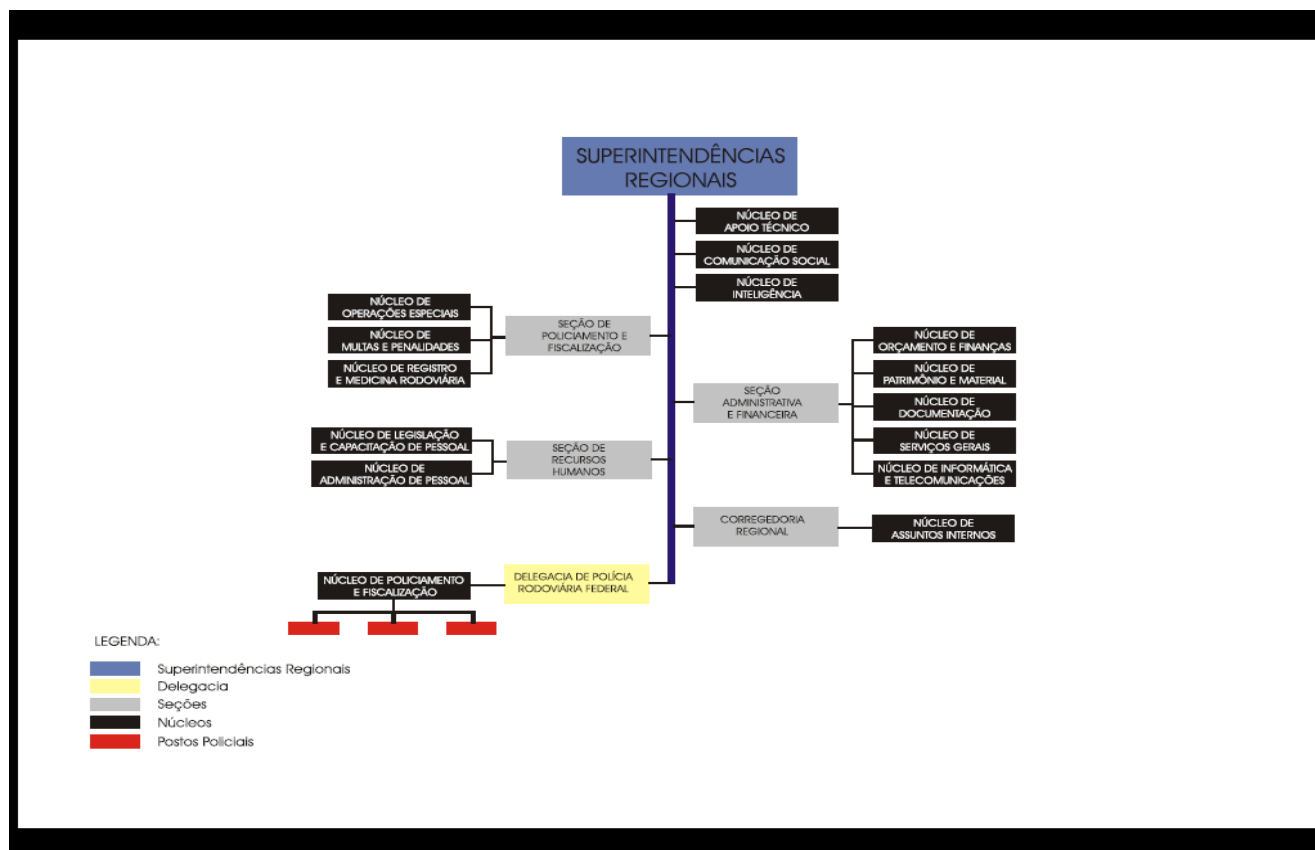 SUPERINTENDÊNCIAS
REGIONAIS
NÚCLEO DE
APOIO TÉCNICO
NÚCLEO DE
COMUNICAÇÃO SOCIAL
NÚCLEO DE
INTELIGÊNCIA
NÚCLEO DE
OPERAÇÕES ESPECIAIS
NÚCLEO DE
MULTAS E PENALIDADES
NÚCLEO DE REGISTRO
E MEDICINA RODOVIÁRIA
SEÇÃO DE
POLICIAMENTO E
FISCALIZAÇÃO
SEÇÃO
ADMINISTRATIVA
E FINANCEIRA
NÚCLEO DE
ORÇAMENTO E FINANÇAS
NÚCLEO DE
PATRIMÔNIO E MATERIAL
NÚCLEO DE
DOCUMENTAÇÃO
NÚCLEO DE
SERVIÇOS GERAIS
NÚCLEO DE INFORMÁTICA
E TELECOMUNICAÇÕES
NÚCLEO DE LEGISLAÇÃO
E CAPACITAÇÃO DE PESSOAL
NÚCLEO DE
ADMINISTRAÇÃO DE PESSOAL
SEÇÃO DE
RECURSOS
HUMANOS
CORREGEDORIA
REGIONAL
NÚCLEO DE
ASSUNTOS INTERNOS
NÚCLEO DE POLICIAMENTO
E FISCALIZAÇÃO
DELEGACIA DE POLÍCIA
RODOVIÁRIA FEDERAL
LEGENDA:
Superintendências Regionais
Delegacia
Seções
Núcleos
Postos Policiais